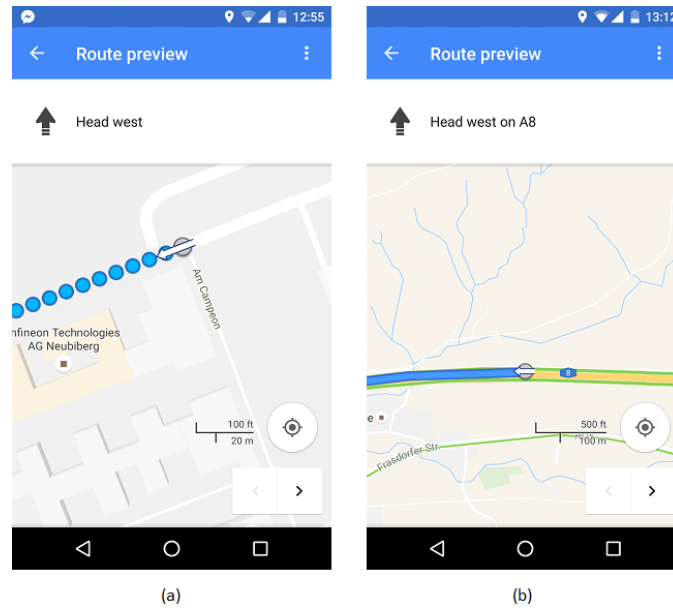 12:55
Route preview
Head west
Am Campeon
nfineon Technologies
AG Neubiberg
100 ft
20 m
(a)
13:12
Route preview
Head west on A8
8
e
500 ft
100 m
Frasdorfer Str.
(b)